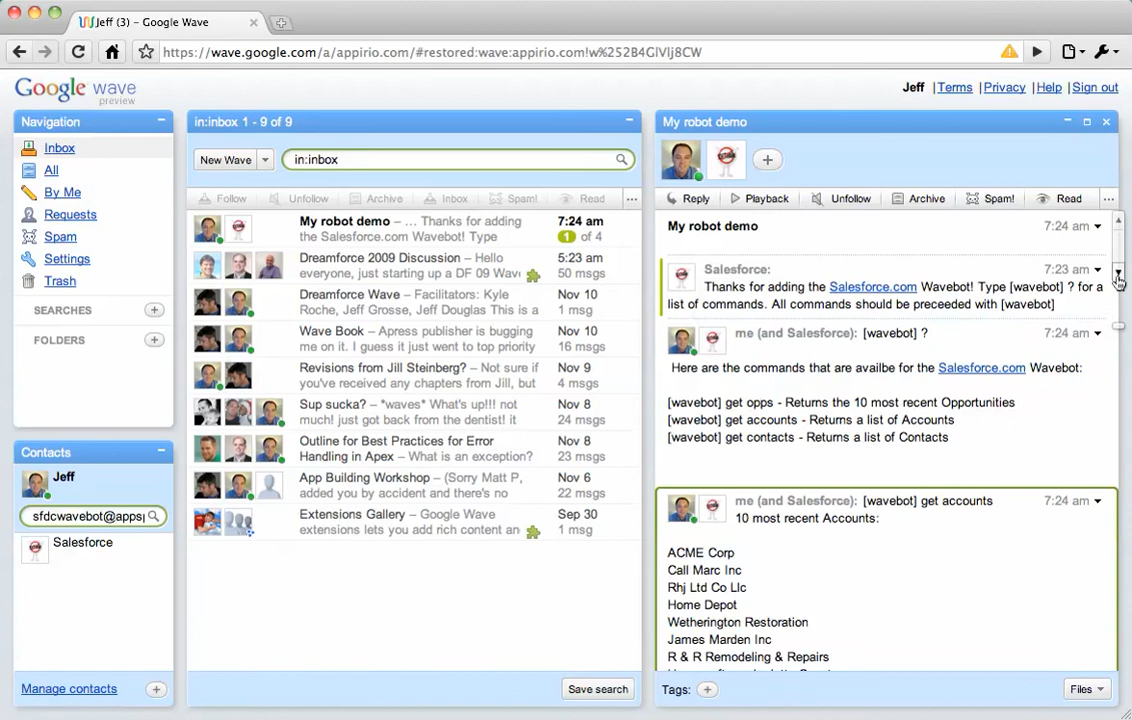 Jeff (3) – Google Wave
https://wave.google.com/a/appirio.com/#restored:wave:appirio.com!w%252B4GlVlj8CW
Google wave
preview
Jeff | Terms | Privacy | Help | Sign out
Navigation
Inbox
All
By Me
Requests
Spam
Settings
Trash
SEARCHES
FOLDERS
Contacts
Jeff
sfdcwavebot@apps
Salesforce
Manage contacts
in:inbox 1 - 9 of 9
New Wave
in:inbox
Follow Unfollow Archive Inbox Spam! Read ...
My robot demo – ... Thanks for adding 7:24 am
the Salesforce.com Wavebot! Type 1 of 4
Dreamforce 2009 Discussion – Hello 5:23 am
everyone, just starting up a DF 09 Wave 50 msgs
Dreamforce Wave – Facilitators: Kyle Nov 10
Roche, Jeff Grosse, Jeff Douglas This is a 18 msgs
Wave Book – Apress publisher is bugging Nov 10
me on it. I guess it just went to top priority 16 msgs
Revisions from Jill Steinberg? – Not sure if Nov 9
you've received any chapters from Jill, but 4 msgs
Sup sucka? – *waves* What's up!!! not Nov 8
much! just got back from the dentist! it 24 msgs
Outline for Best Practices for Error Nov 8
Handling in Apex – What is an exception? 23 msgs
App Building Workshop – (Sorry Matt P, Nov 6
added you by accident and there's no 22 msgs
Extensions Gallery – Google Wave Sep 30
extensions lets you add rich content an 1 msg
Save search
My robot demo
Reply Playback Unfollow Archive Spam! Read ...
My robot demo 7:24 am
Salesforce: 7:23 am
Thanks for adding the Salesforce.com Wavebot! Type [wavebot] ? for a
list of commands. All commands should be preceeded with [wavebot]
me (and Salesforce): [wavebot] ? 7:24 am
Here are the commands that are availbe for the Salesforce.com Wavebot:
[wavebot] get opps - Returns the 10 most recent Opportunities
[wavebot] get accounts - Returns a list of Accounts
[wavebot] get contacts - Returns a list of Contacts
me (and Salesforce): [wavebot] get accounts 7:24 am
10 most recent Accounts:
ACME Corp
Call Marc Inc
Rhj Ltd Co Llc
Home Depot
Wetherington Restoration
James Marden Inc
R & R Remodeling & Repairs
Tags:
Files